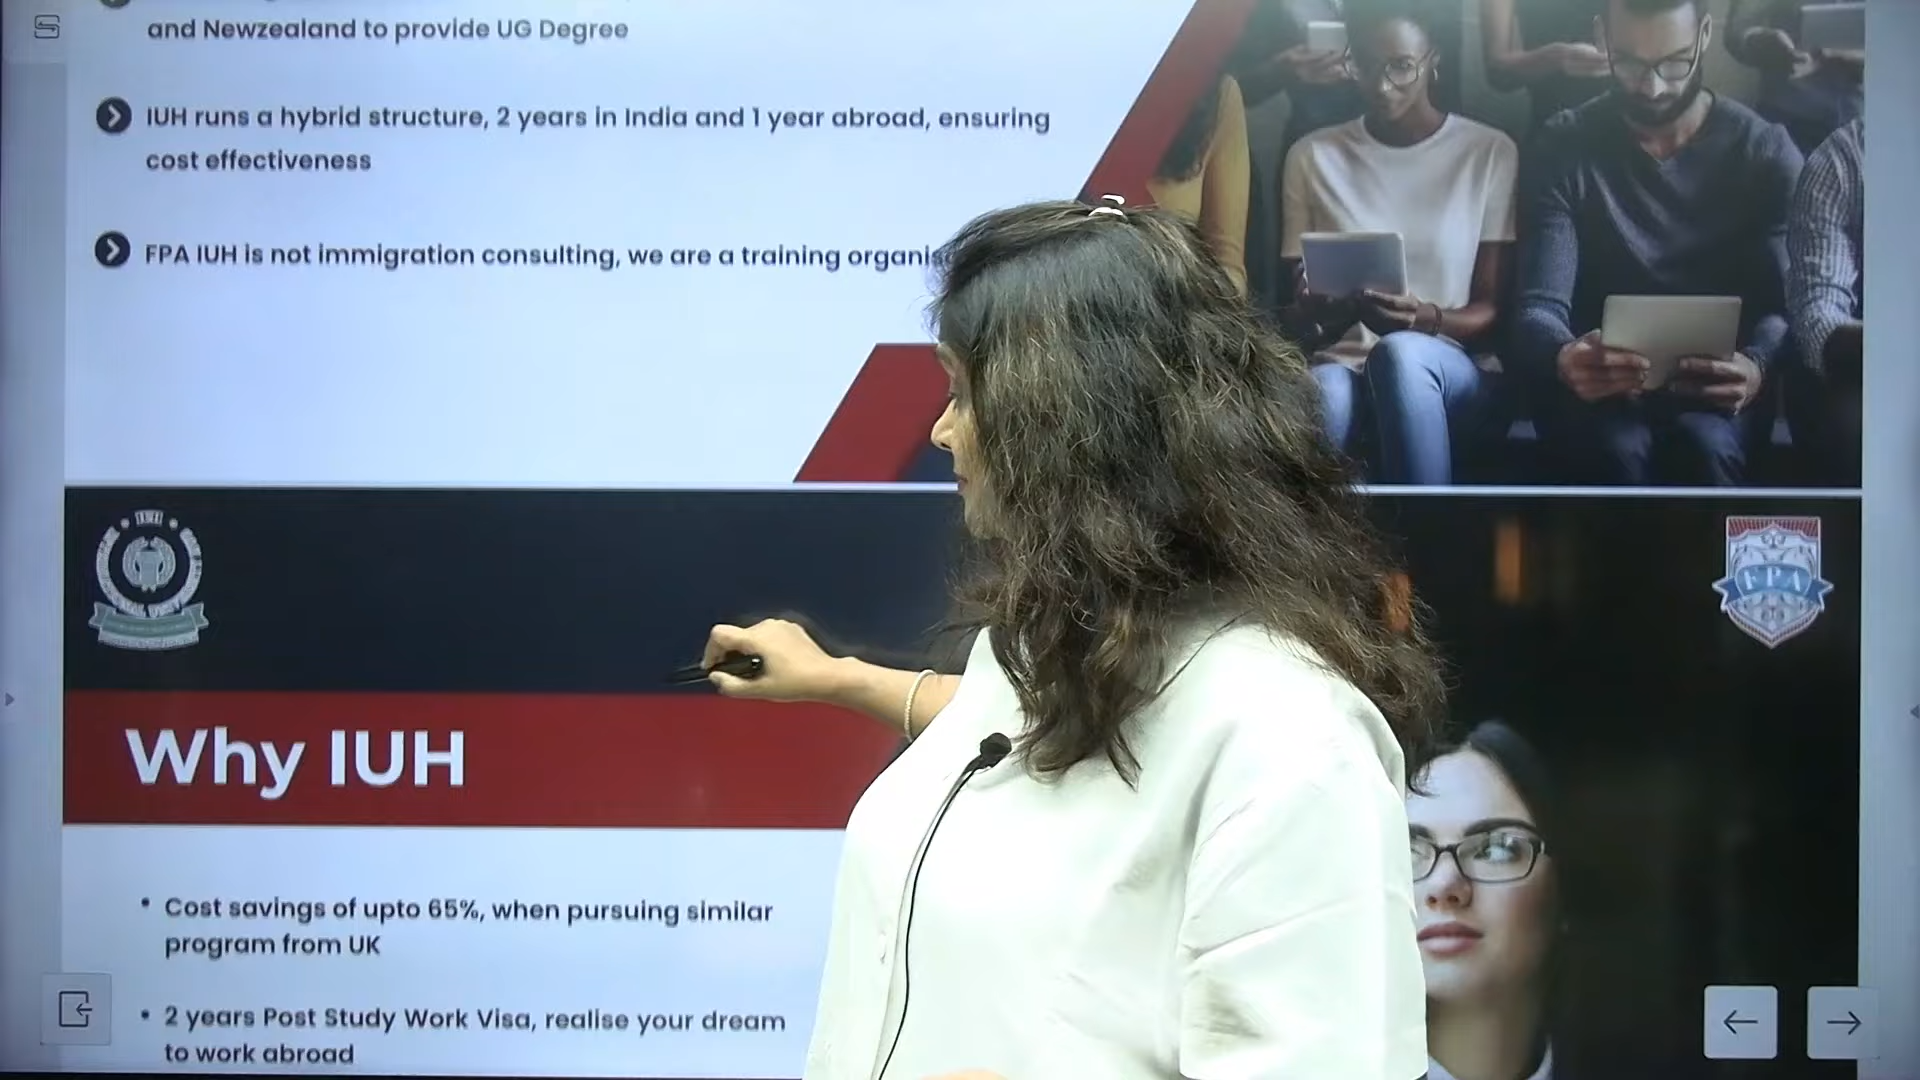 and Newzealand to provide UG Degree
IUH runs a hybrid structure, 2 years in India and 1 year abroad, ensuring
cost effectiveness
FPA IUH is not immigration consulting, we are a training
IUH
FPA
Why IUH
Cost savings of upto 65%, when pursuing similar
program from UK
2 years Post Study Work Visa, realise your dream
to work abroad